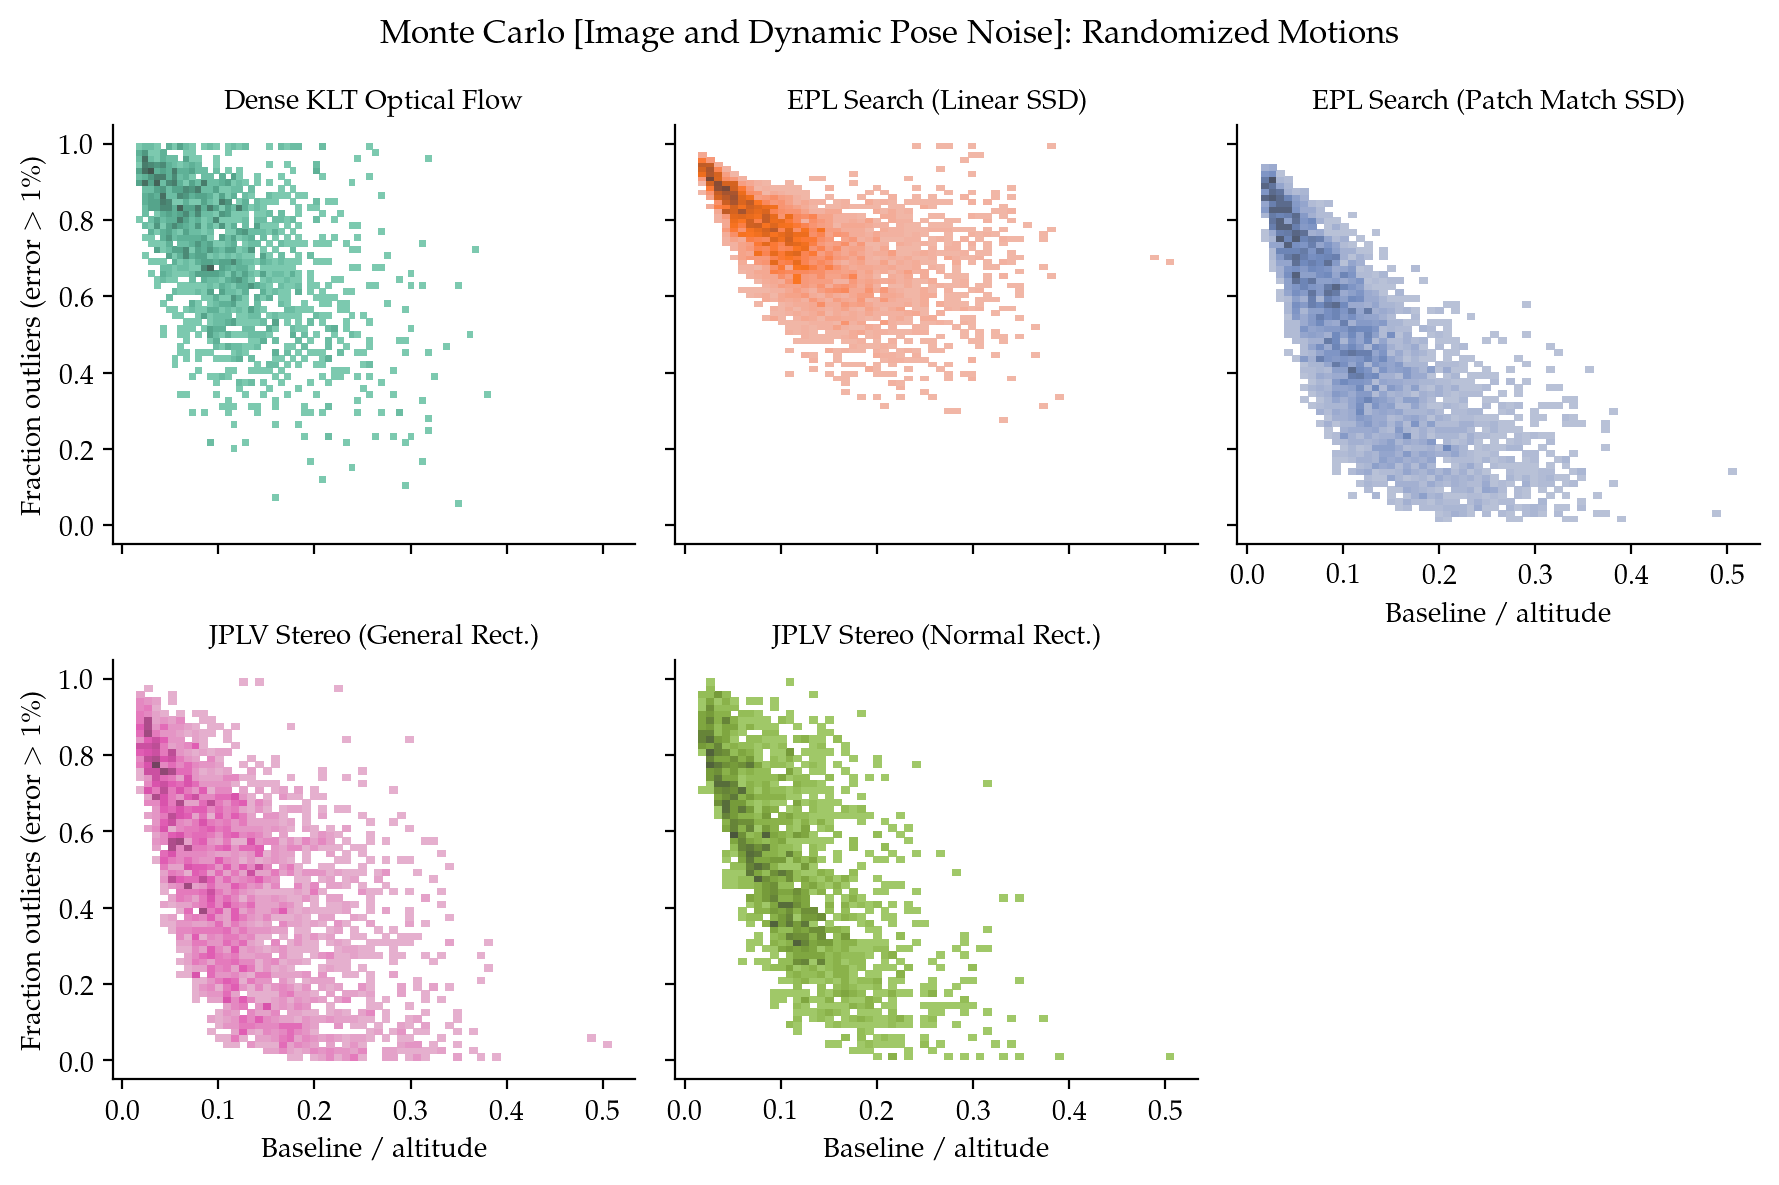 Monte Carlo [Image and Dynamic Pose Noise]: Randomized Motions
Dense KLT Optical Flow
EPL Search (Linear SSD)
EPL Search (Patch Match SSD)
Fraction outliers (error > 1%)
1.0
0.8
0.6
0.4
0.2
0.0
0.0 0.1 0.2 0.3 0.4 0.5
Baseline / altitude
JPLV Stereo (General Rect.)
JPLV Stereo (Normal Rect.)
Fraction outliers (error > 1%)
1.0
0.8
0.6
0.4
0.2
0.0
0.0 0.1 0.2 0.3 0.4 0.5
Baseline / altitude
0.0 0.1 0.2 0.3 0.4 0.5
Baseline / altitude